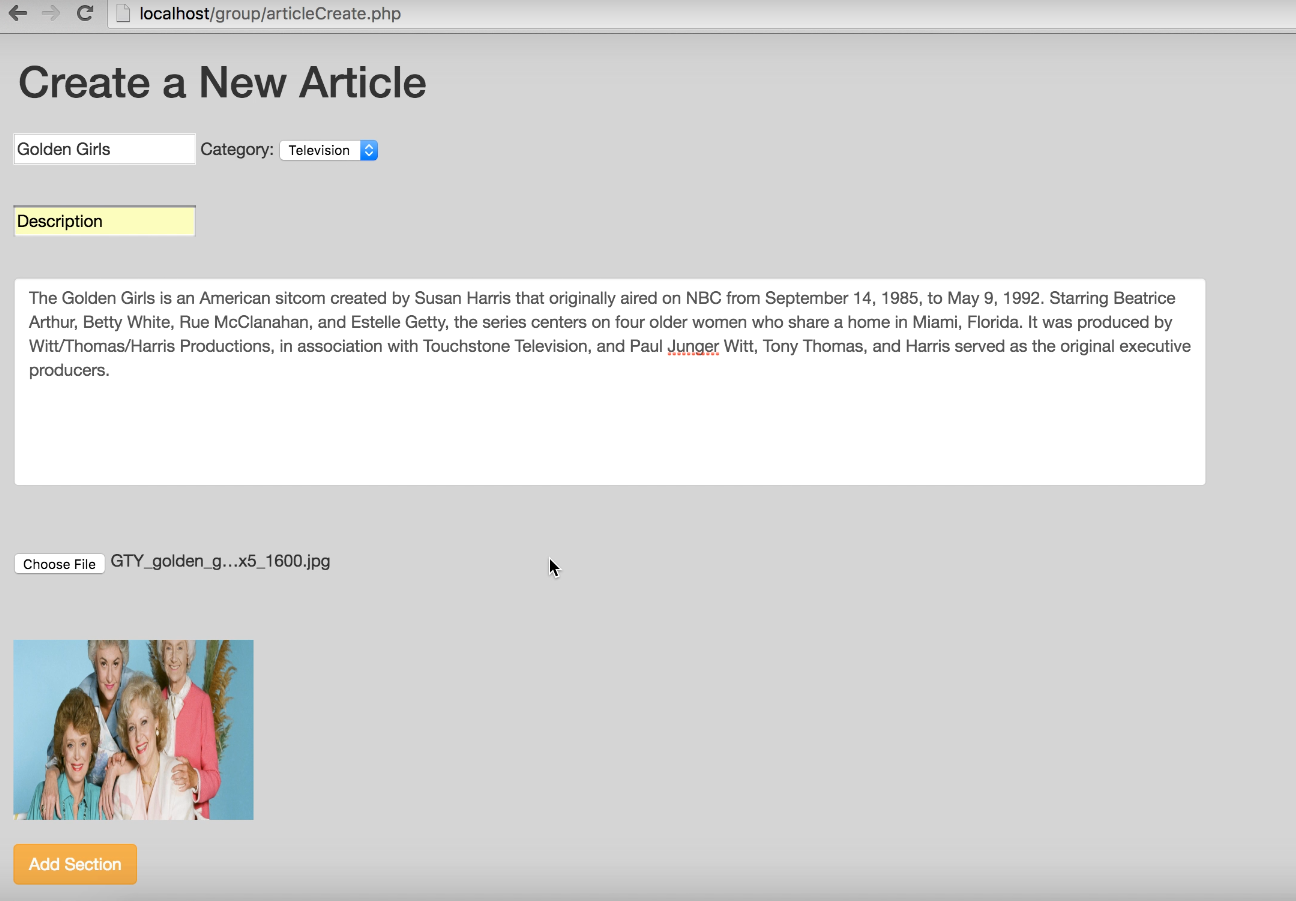 localhost/group/articleCreate.php
Create a New Article
Golden Girls Category: Television
Description
The Golden Girls is an American sitcom created by Susan Harris that originally aired on NBC from September 14, 1985, to May 9, 1992. Starring Beatrice
Arthur, Betty White, Rue McClanahan, and Estelle Getty, the series centers on four older women who share a home in Miami, Florida. It was produced by
Witt/Thomas/Harris Productions, in association with Touchstone Television, and Paul Junger Witt, Tony Thomas, and Harris served as the original executive
producers.
Choose File GTY_golden_g...x5_1600.jpg
Add Section